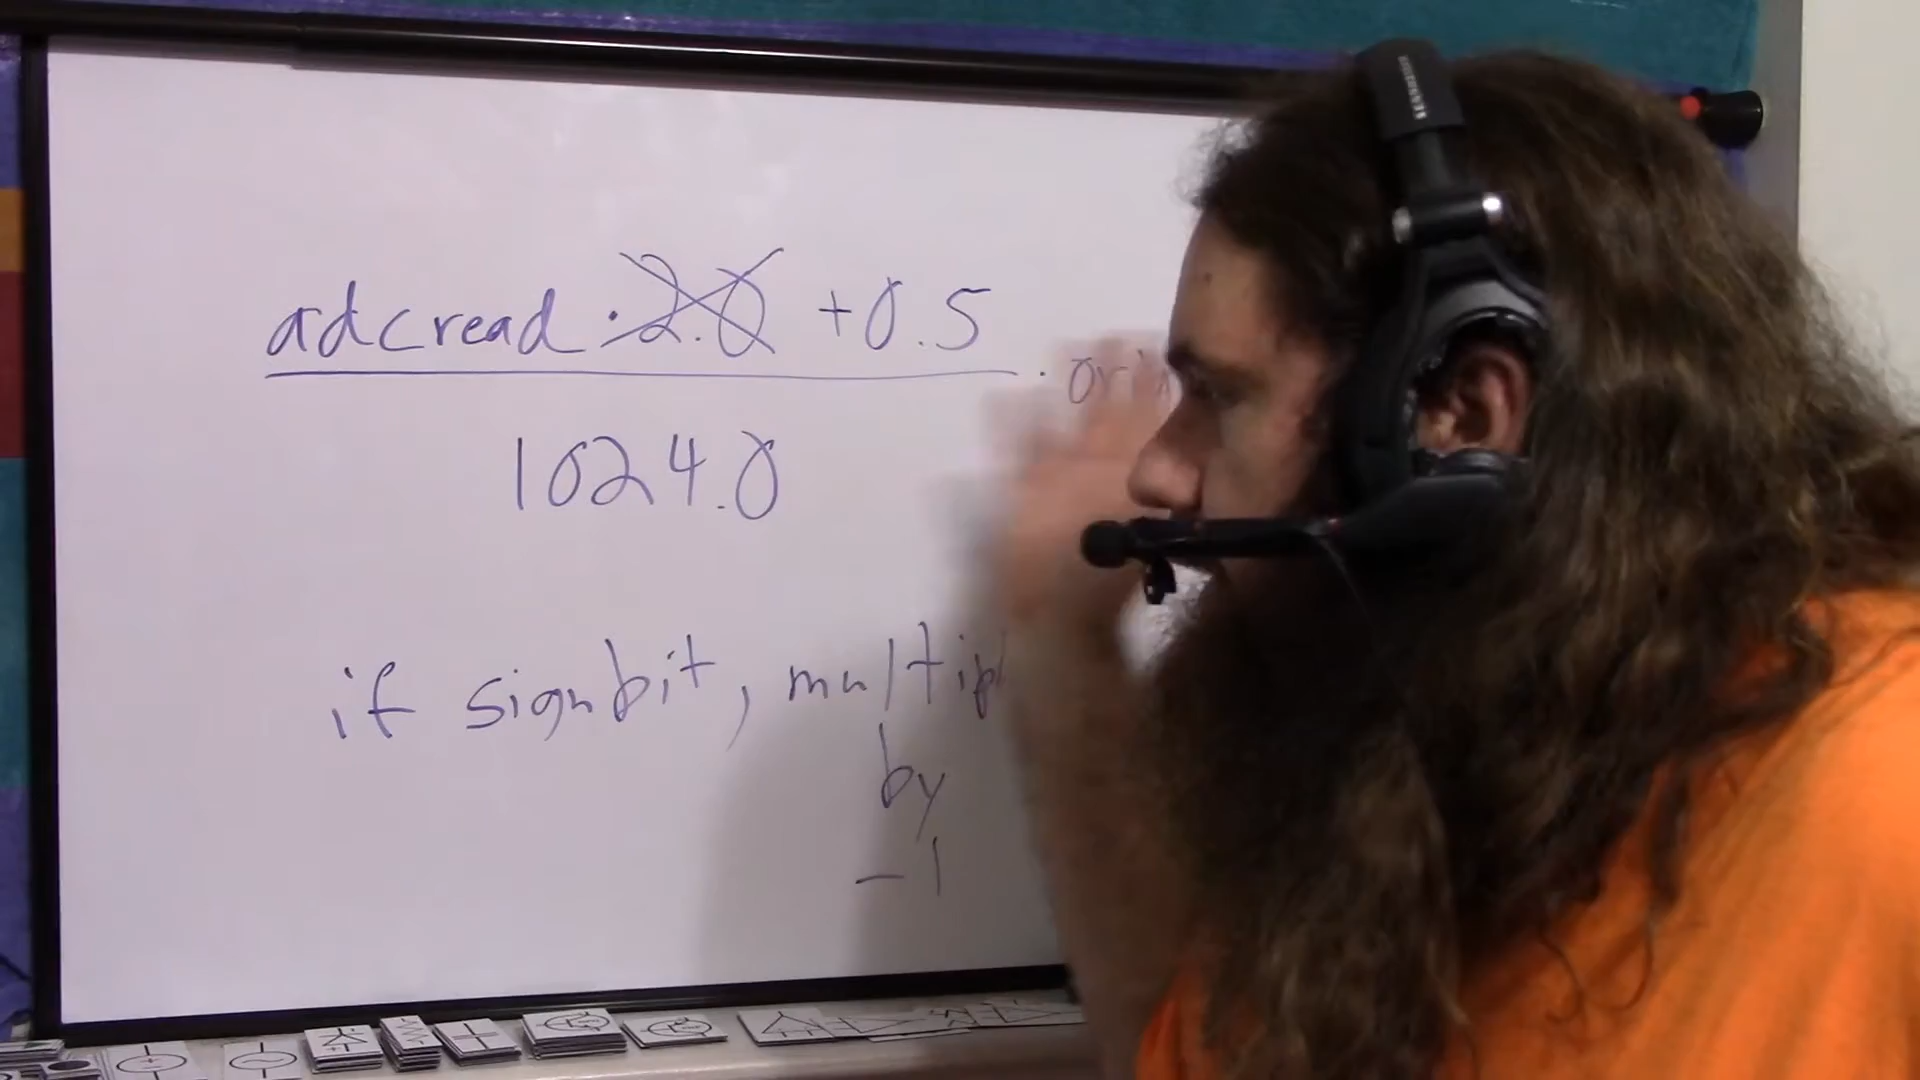 adcread ·2.0 +0.5
1024.0
if signbit, multipl
by
-1